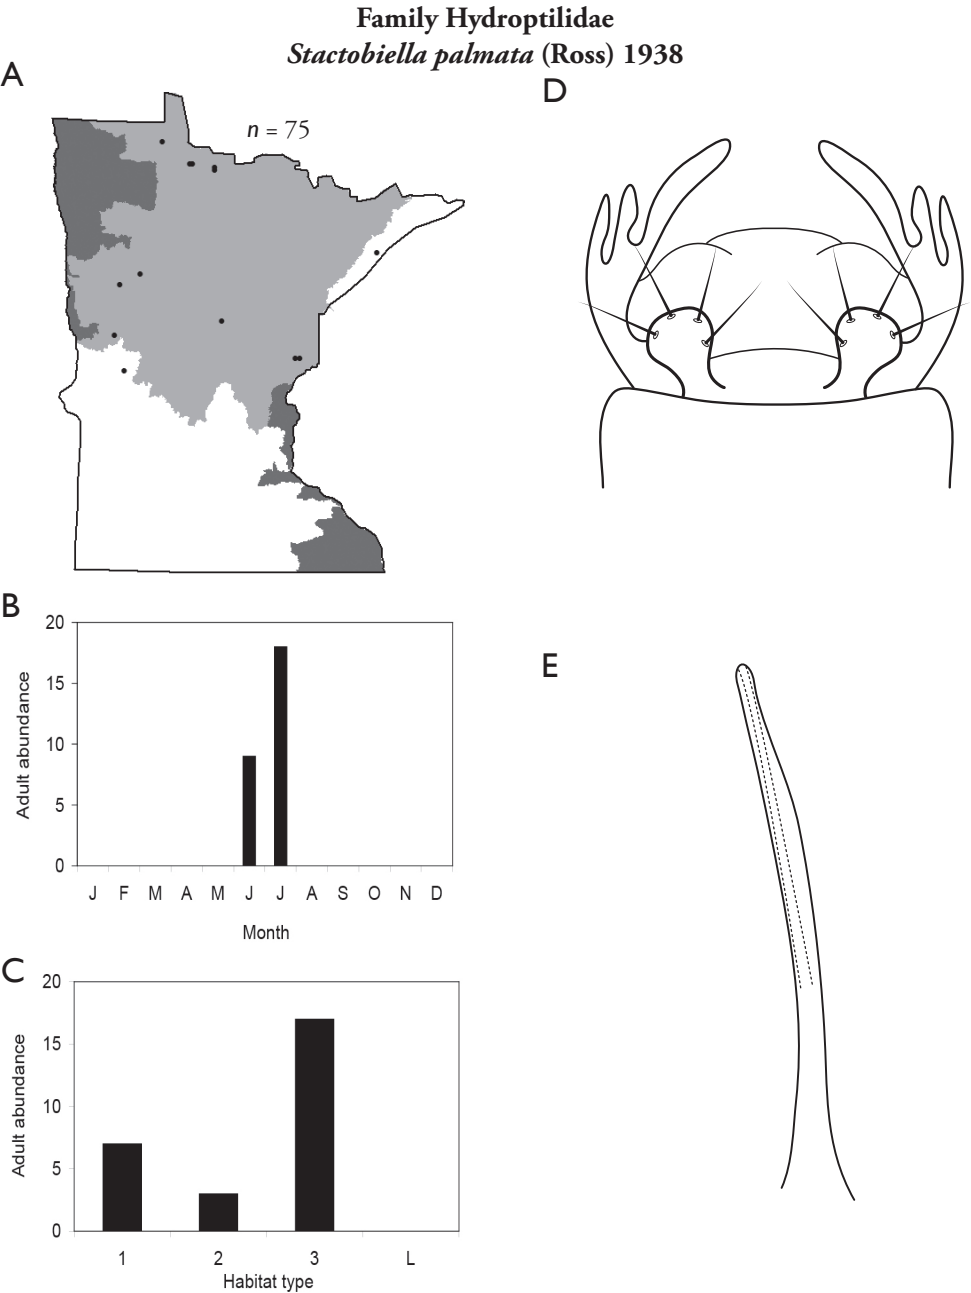 Family Hydroptilidae
Stactobiella palmata (Ross) 1938
A
n = 75
D
B
20
15
10
5
0
Adult abundance
J F M A M J J A S O N D
Month
E
C
20
15
10
5
0
Adult abundance
1 2 3 L
Habitat type